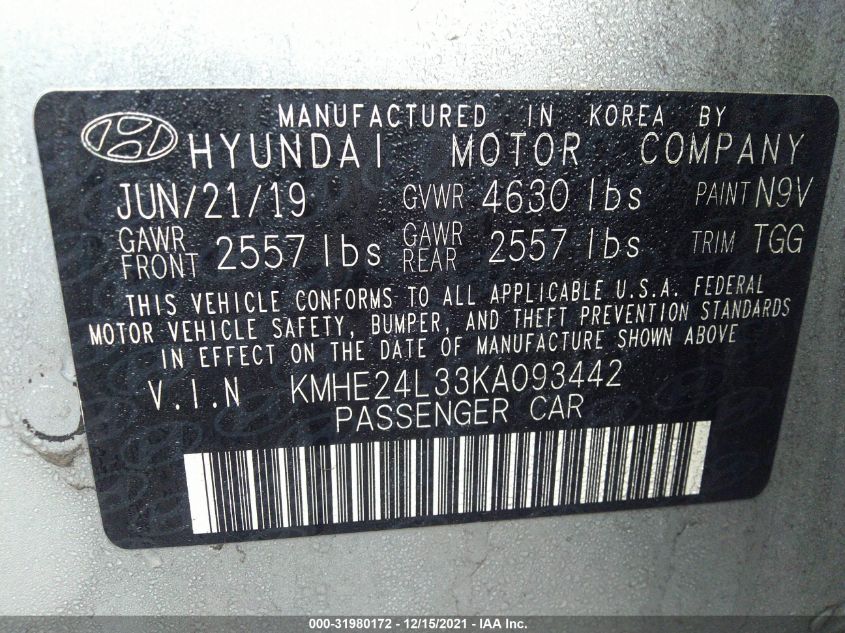 MANUFACTURED IN KOREA BY
HYUNDAI MOTOR COMPANY
JUN/21/19 GVWR 4630 lbs PAINT N9V
GAWR FRONT 2557 lbs GAWR REAR 2557 lbs TRIM TGG
THIS VEHICLE CONFORMS TO ALL APPLICABLE U.S.A. FEDERAL
MOTOR VEHICLE SAFETY, BUMPER, AND THEFT PREVENTION STANDARDS
IN EFFECT ON THE DATE OF MANUFACTURE SHOWN ABOVE
V.I.N KMHE24L33KA093442
PASSENGER CAR
000-31980172 - 12/15/2021 - IAA Inc.